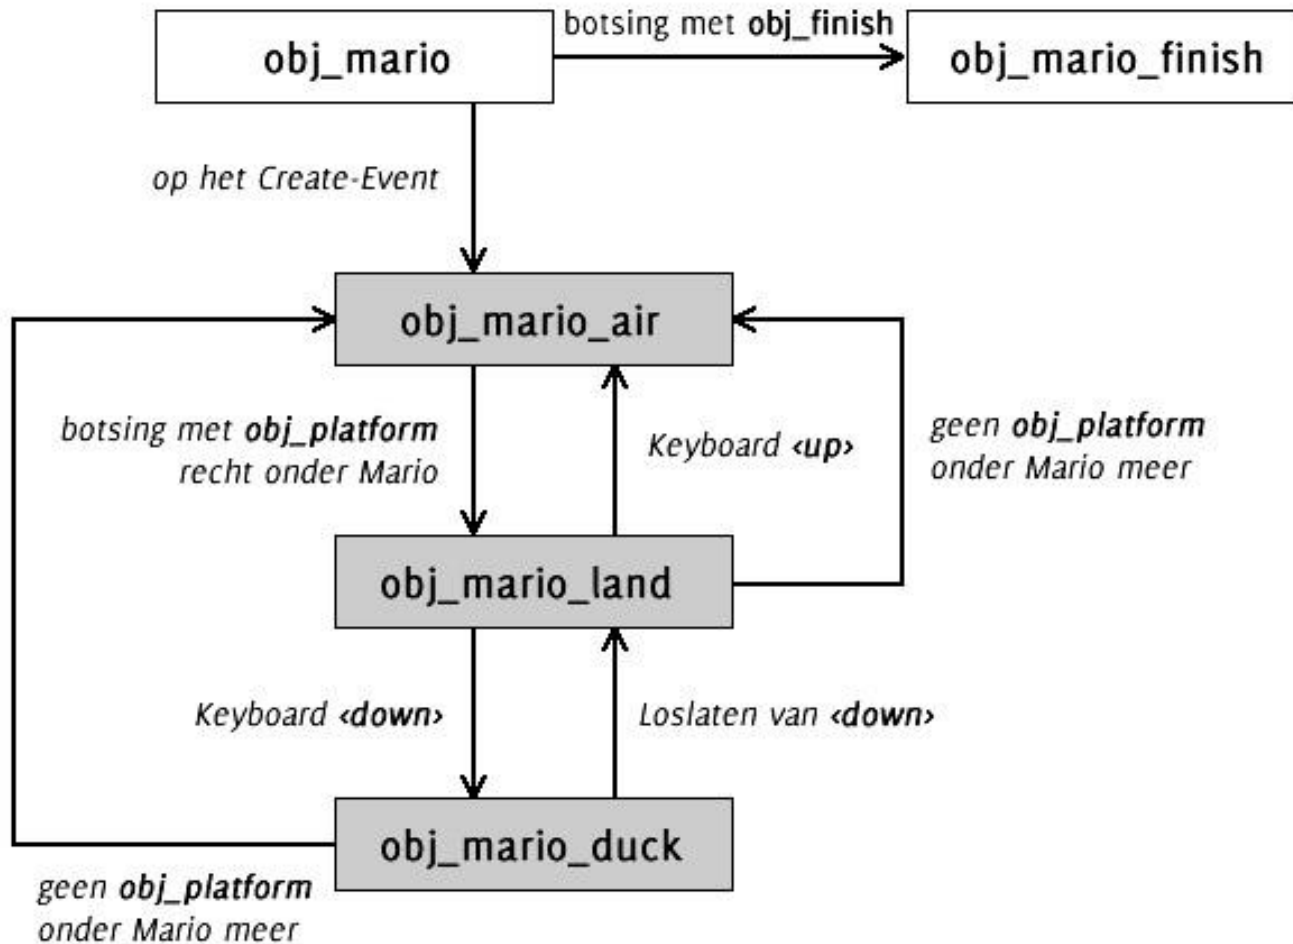 obj_mario
botsing met obj_finish
obj_mario_finish
op het Create-Event
obj_mario_air
botsing met obj_platform
recht onder Mario
Keyboard ‹up›
geen obj_platform
onder Mario meer
obj_mario_land
Keyboard ‹down›
Loslaten van ‹down›
obj_mario_duck
geen obj_platform
onder Mario meer